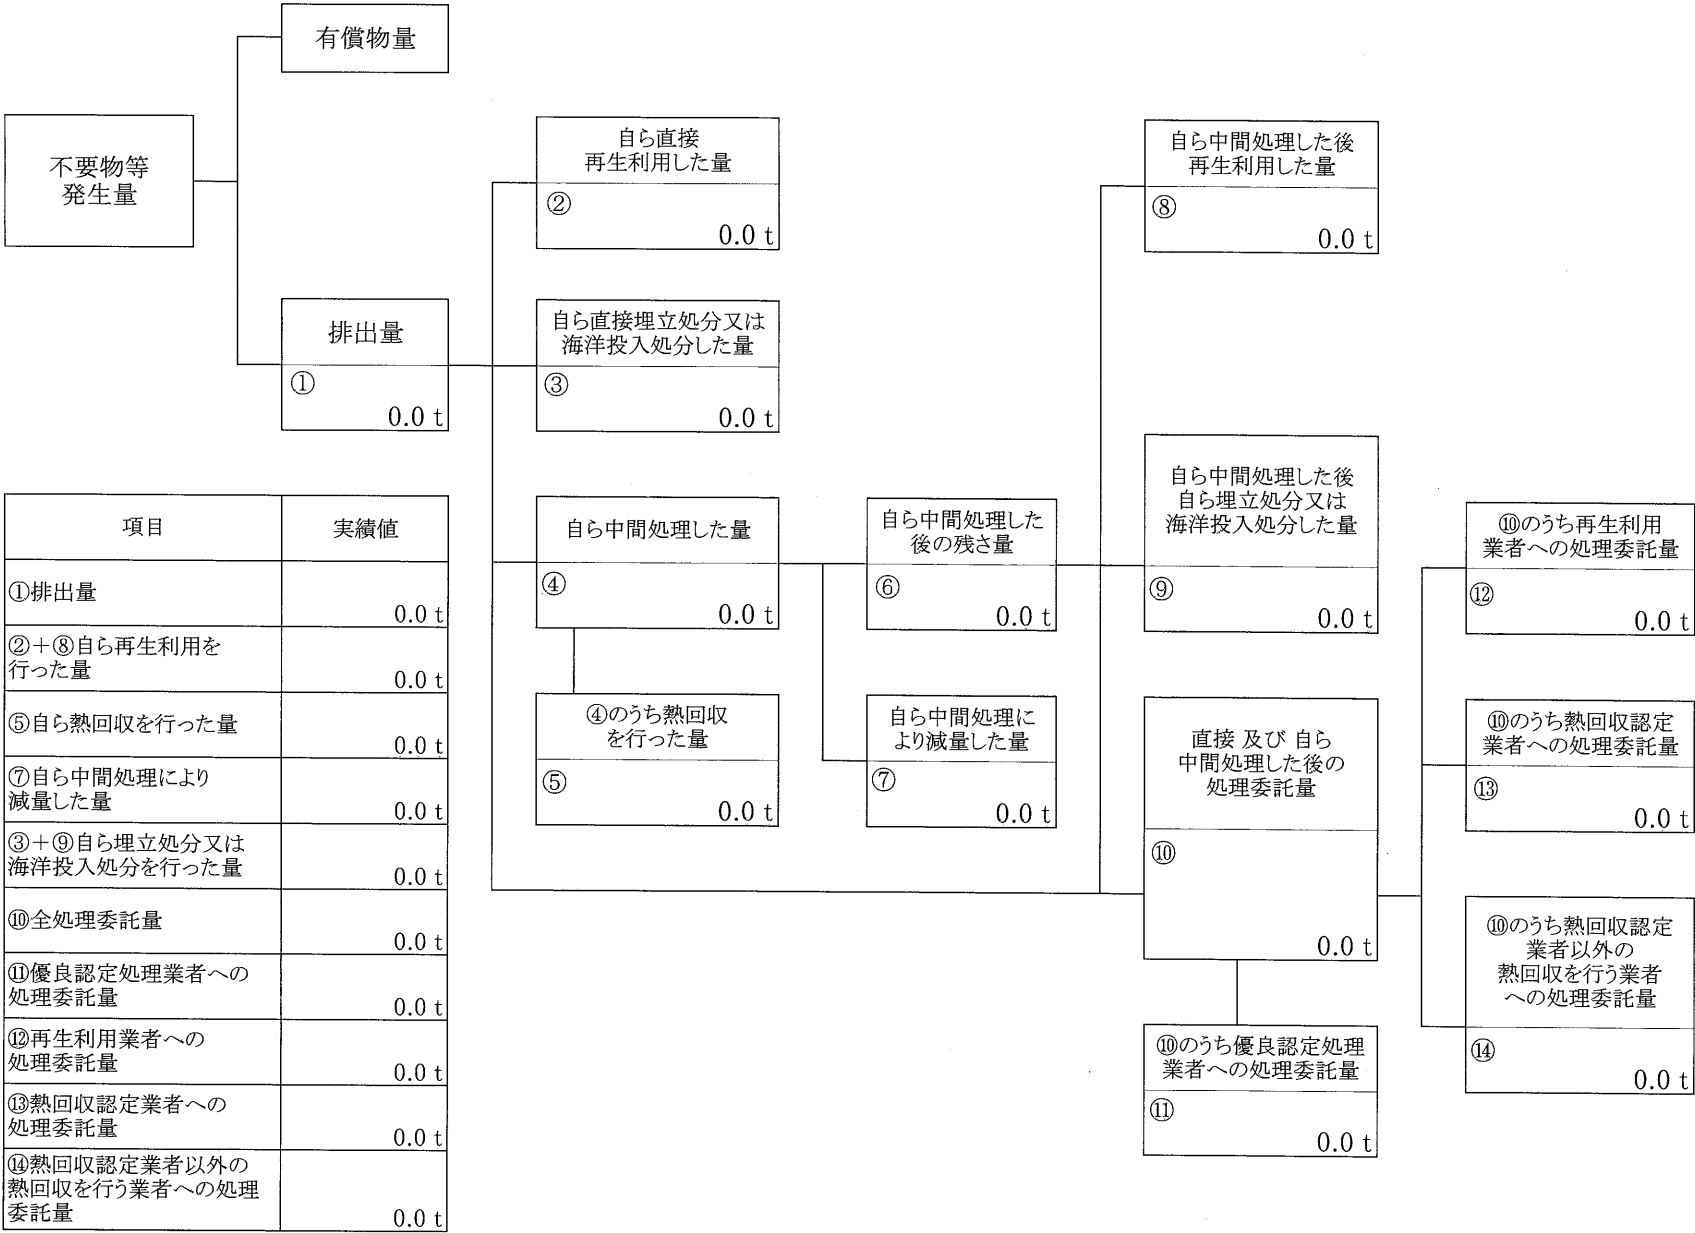 有償物量
不要物等
発生量
排出量
①
0.0 t
自ら直接
再生利用した量
②
0.0 t
自ら直接埋立処分又は
海洋投入処分した量
③
0.0 t
自ら中間処理した量
④
0.0 t
④のうち熱回収
を行った量
⑤
0.0 t
自ら中間処理した
後の残さ量
⑥
0.0 t
自ら中間処理に
より減量した量
⑦
0.0 t
自ら中間処理した後
再生利用した量
⑧
0.0 t
自ら中間処理した後
自ら埋立処分又は
海洋投入処分した量
⑨
0.0 t
直接 及び 自ら
中間処理した後の
処理委託量
⑩
0.0 t
⑩のうち優良認定処理
業者への処理委託量
⑪
0.0 t
⑩のうち再生利用
業者への処理委託量
⑫
0.0 t
⑩のうち熱回収認定
業者への処理委託量
⑬
0.0 t
⑩のうち熱回収認定
業者以外の
熱回収を行う業者
への処理委託量
⑭
0.0 t
項目 実績値
①排出量
0.0 t
②+⑧自ら再生利用を
行った量
0.0 t
⑤自ら熱回収を行った量
0.0 t
⑦自ら中間処理により
減量した量
0.0 t
③+⑨自ら埋立処分又は
海洋投入処分を行った量
0.0 t
⑩全処理委託量
0.0 t
⑪優良認定処理業者への
処理委託量
0.0 t
⑫再生利用業者への
処理委託量
0.0 t
⑬熱回収認定業者への
処理委託量
0.0 t
⑭熱回収認定業者以外の
熱回収を行う業者への処理
委託量
0.0 t